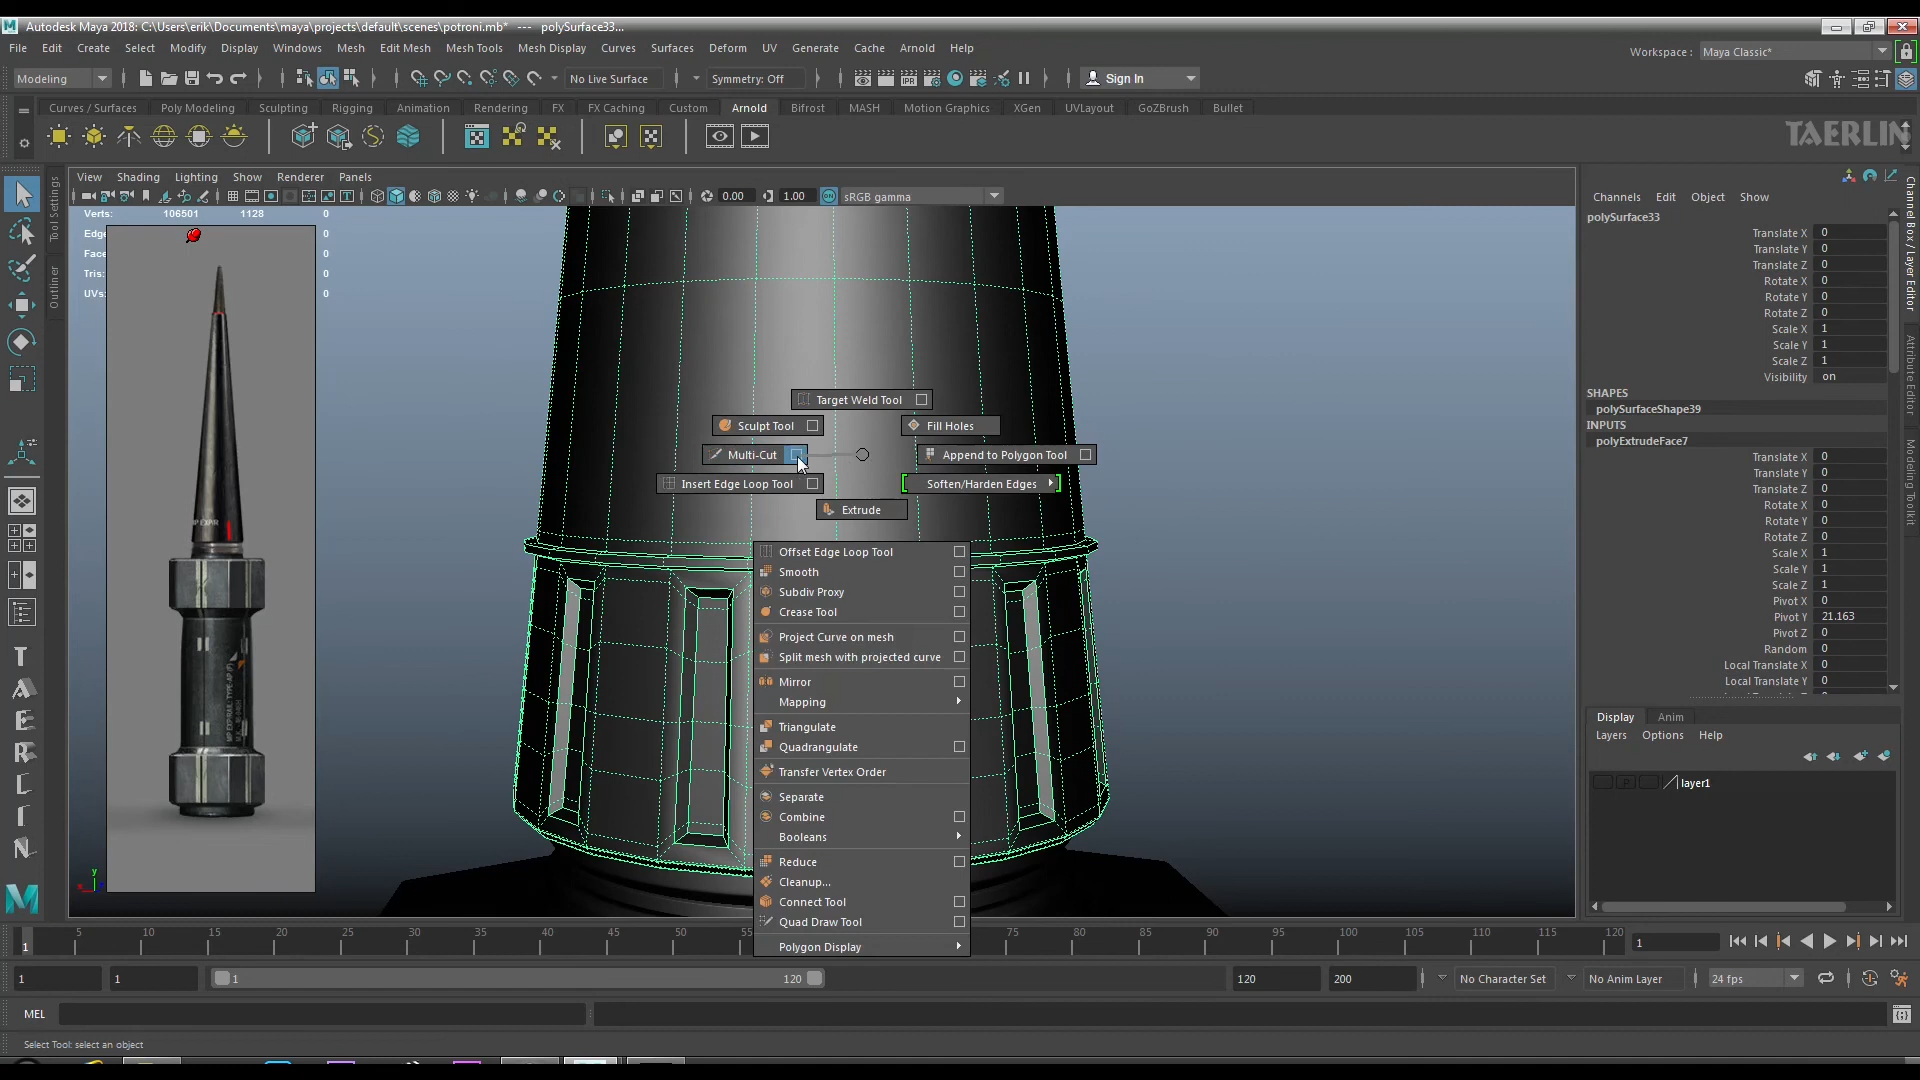 Autodesk Maya 2018: C:\Users\erik\Documents\maya\projects\default\scenes\potroni.mb* --- polySurface33...
File Edit Create Select Modify Display Windows Mesh Edit Mesh Mesh Tools Mesh Display Curves Surfaces Deform UV Generate Cache Arnold Help
Workspace : Maya Classic*
Modeling No Live Surface Symmetry: Off Sign In
Curves / Surfaces Poly Modeling Sculpting Rigging Animation Rendering FX FX Caching Custom Arnold Bifrost MASH Motion Graphics XGen UVLayout GoZBrush Bullet
TAERLIN
View Shading Lighting Show Renderer Panels
0.00 1.00 sRGB gamma
Verts: 106501 1128 0
Edge 0
Face 0
Tris: 0
UVs: 0
Tool Settings
Outliner
Target Weld Tool
Sculpt Tool Fill Holes
Multi-Cut Append to Polygon Tool
Insert Edge Loop Tool Soften/Harden Edges
Extrude
Offset Edge Loop Tool
Smooth
Subdiv Proxy
Crease Tool
Project Curve on mesh
Split mesh with projected curve
Mirror
Mapping
Triangulate
Quadrangulate
Transfer Vertex Order
Separate
Combine
Booleans
Reduce
Cleanup...
Connect Tool
Quad Draw Tool
Polygon Display
Channels Edit Object Show
polySurface33
Translate X 0
Translate Y 0
Translate Z 0
Rotate X 0
Rotate Y 0
Rotate Z 0
Scale X 1
Scale Y 1
Scale Z 1
Visibility on
SHAPES
polySurfaceShape39
INPUTS
polyExtrudeFace7
Translate X 0
Translate Y 0
Translate Z 0
Rotate X 0
Rotate Y 0
Rotate Z 0
Scale X 1
Scale Y 1
Scale Z 1
Pivot X 0
Pivot Y 21.163
Pivot Z 0
Random 0
Local Translate X 0
Local Translate Y 0
Channel Box / Layer Editor
Attribute Editor
Modeling Toolkit
Display Anim
Layers Options Help
layer1
y
x
5 10 15 20 25 30 35 40 45 50 55 75 80 85 90 95 100 105 110 115 120
1 1
1 1 1 120 120 200 No Character Set No Anim Layer 24 fps
MEL
Select Tool: select an object